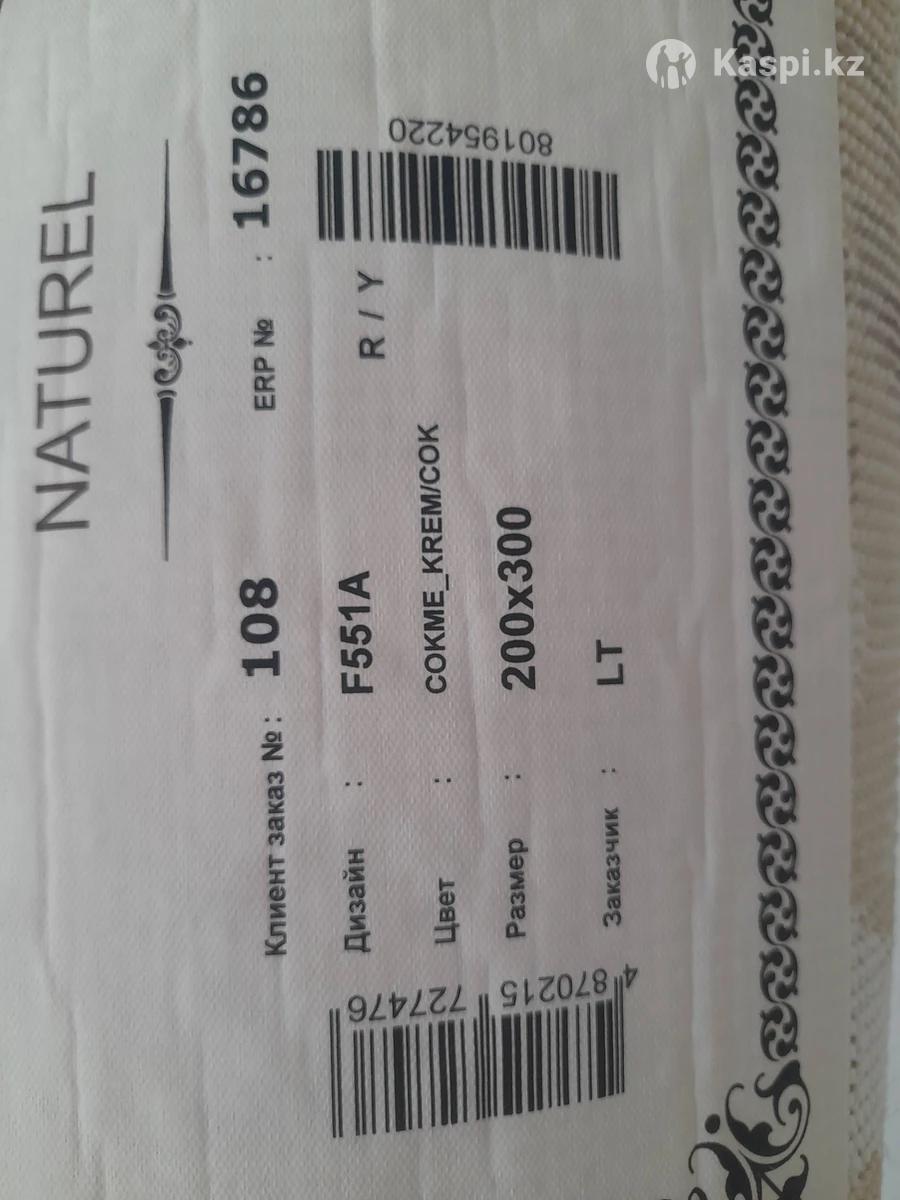 Kaspi.kz
NATUREL
Клиент заказ № : 108 ERP № : 16786
Дизайн : F551A R / Y
Цвет : COKME_KREM/COK
Размер : 200x300
Заказчик : LT
4 870215 727476
801954220